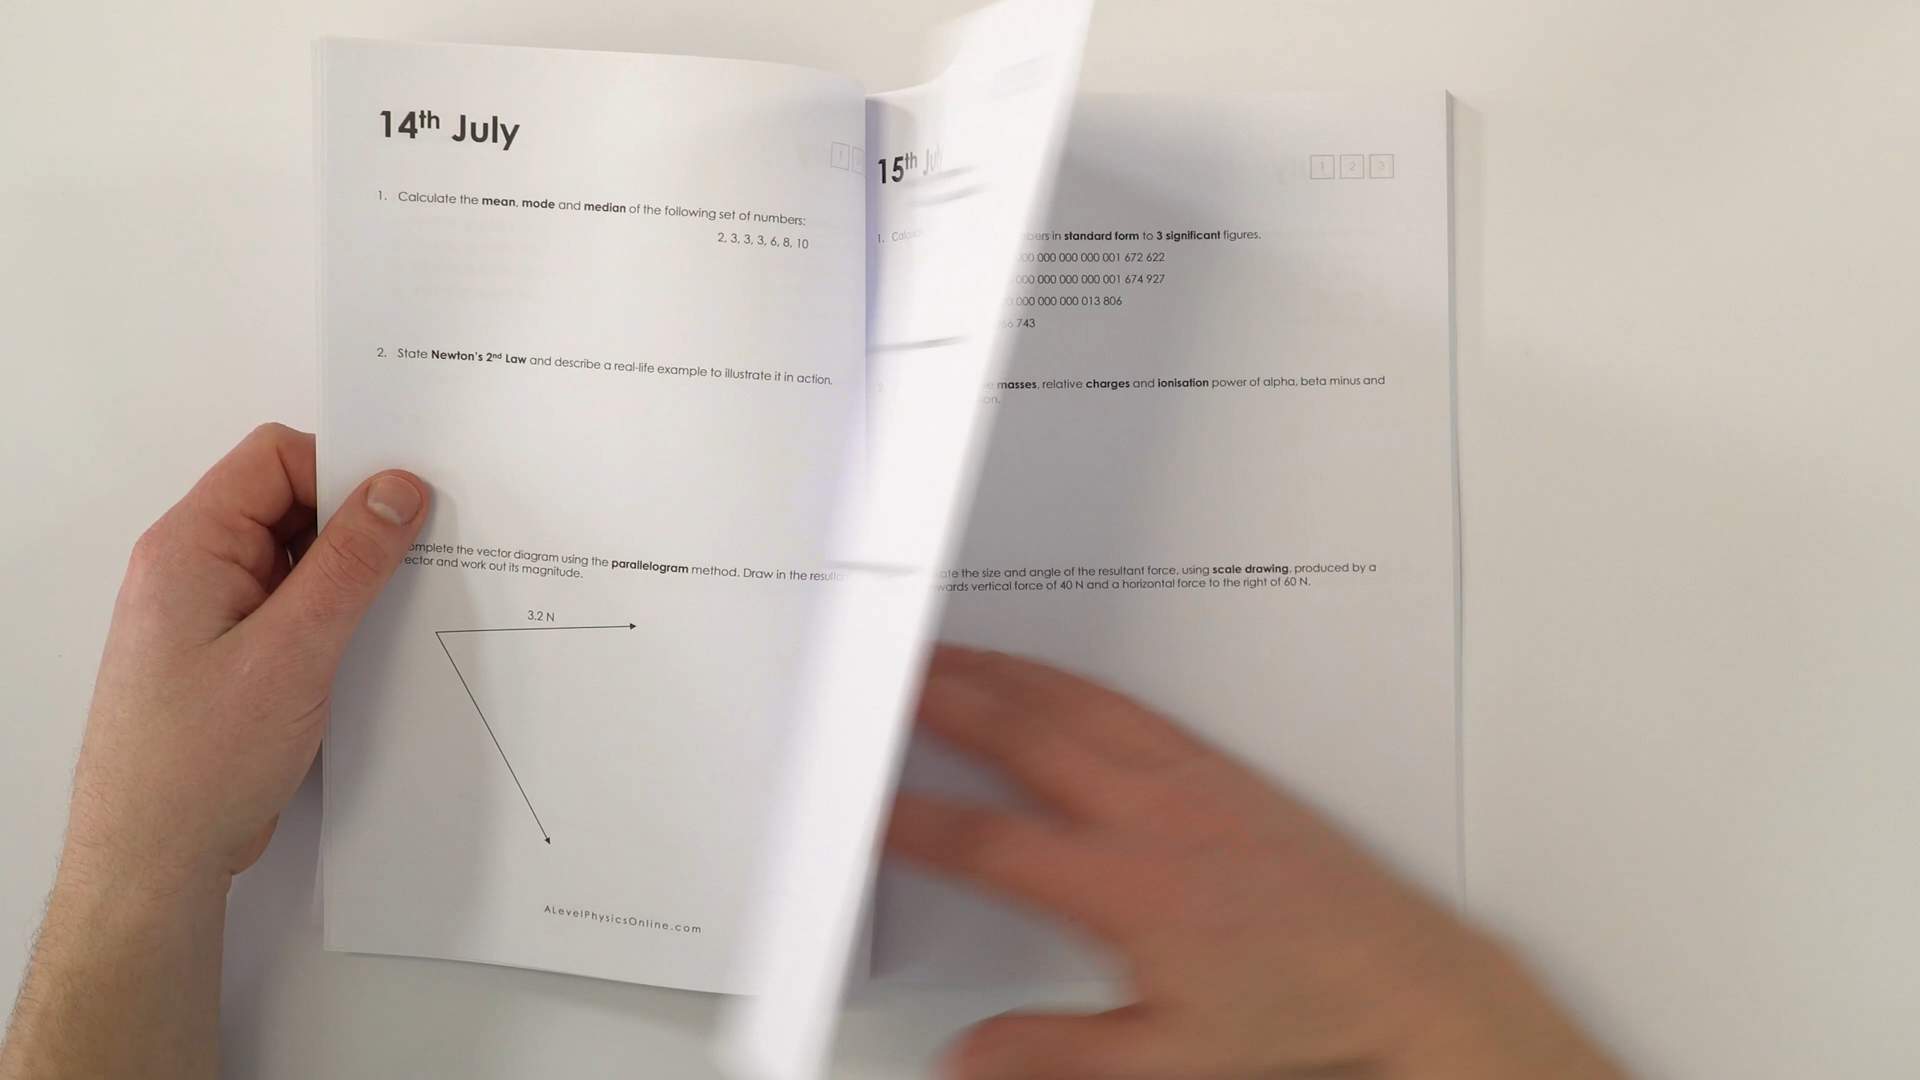 14th July
1. Calculate the mean, mode and median of the following set of numbers:
2, 3, 3, 3, 6, 8, 10
2. State Newton's 2nd Law and describe a real-life example to illustrate it in action.
omplete the vector diagram using the parallelogram method. Draw in the
ector and work out its magnitude.
3.2 N
ALevelPhysicsOnline.com
15th Jul
1.
1 2 3
in standard form to 3 significant figures.
000 000 000 001 672 622
000 000 000 000 001 674 927
000 000 000 013 806
743
masses, relative charges and ionisation power of alpha, beta minus and
on.
the size and angle of the resultant force, using scale drawing, produced by a
wards vertical force of 40 N and a horizontal force to the right of 60 N.